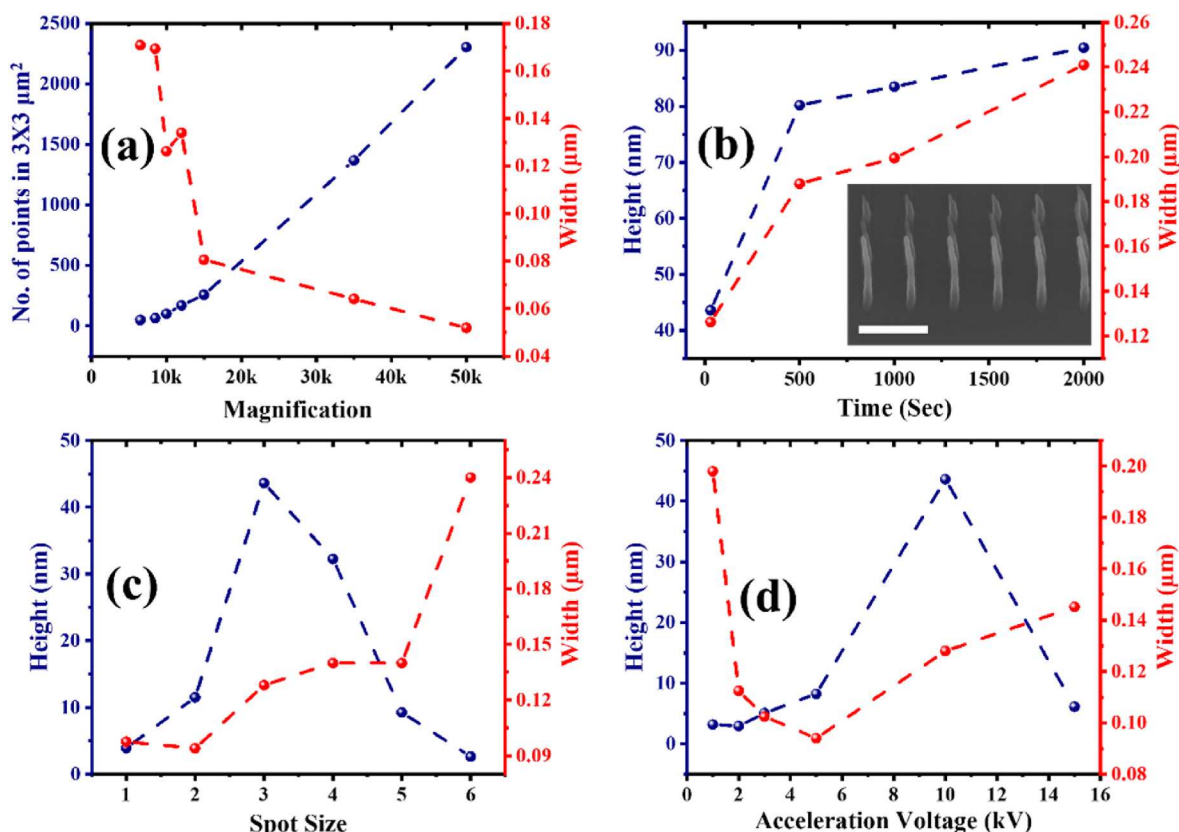 (a)
No. of points in 3X3 µm²
2500
2000
1500
1000
500
0
0 10k 20k 30k 40k 50k
Magnification
0.18
0.16
0.14
0.12
0.10
0.08
0.06
0.04
Width (µm)
(b)
Height (nm)
90
80
70
60
50
40
0 500 1000 1500 2000
Time (Sec)
0.26
0.24
0.22
0.20
0.18
0.16
0.14
0.12
Width (µm)
(c)
Height (nm)
50
40
30
20
10
0
1 2 3 4 5 6
Spot Size
0.24
0.21
0.18
0.15
0.12
0.09
Width (µm)
(d)
Height (nm)
50
40
30
20
10
0
0 2 4 6 8 10 12 14 16
Acceleration Voltage (kV)
0.20
0.18
0.16
0.14
0.12
0.10
0.08
Width (µm)